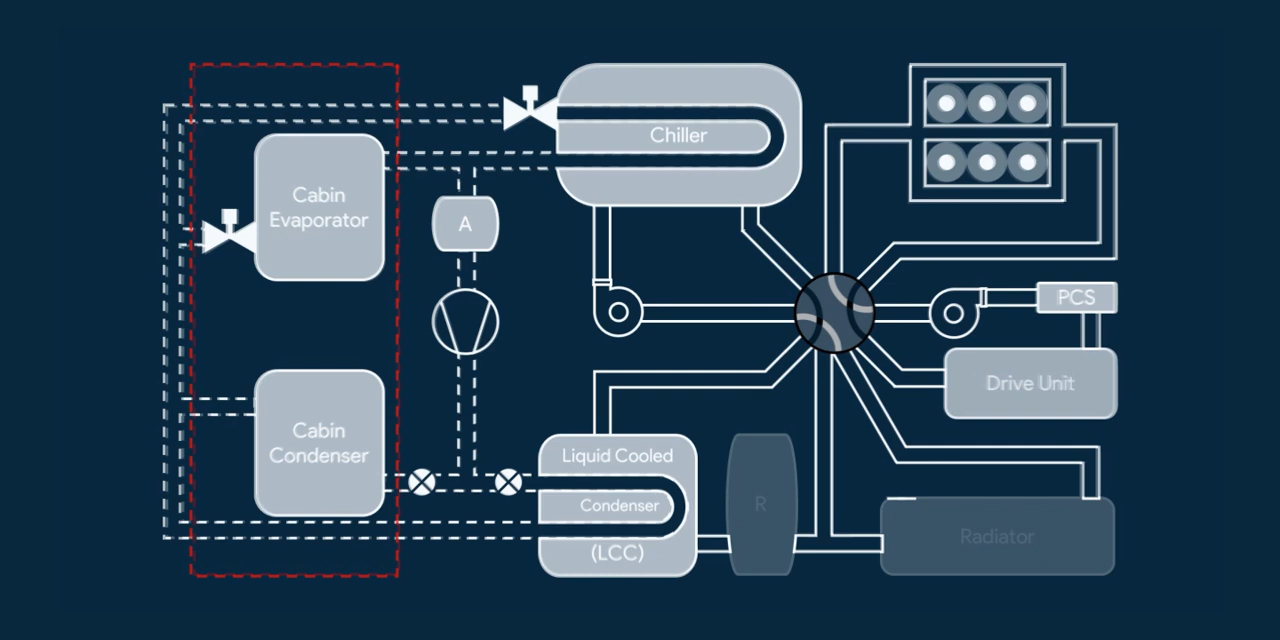 Chiller
Cabin
Evaporator
A
PCS
Drive Unit
Cabin
Condenser
Liquid Cooled
Condenser
(LCC)
R
Radiator